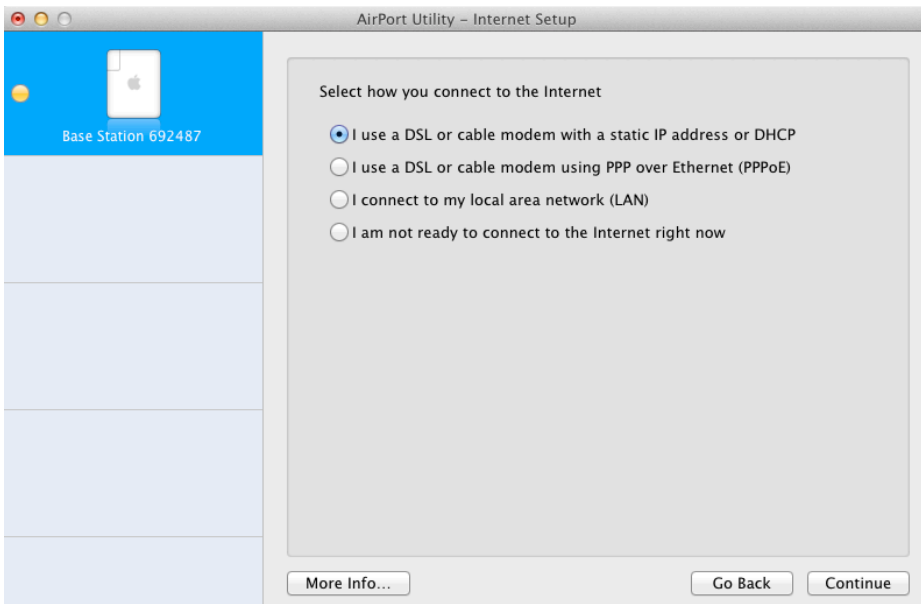 AirPort Utility – Internet Setup
Base Station 692487
Select how you connect to the Internet
I use a DSL or cable modem with a static IP address or DHCP
I use a DSL or cable modem using PPP over Ethernet (PPPoE)
I connect to my local area network (LAN)
I am not ready to connect to the Internet right now
More Info...
Go Back
Continue